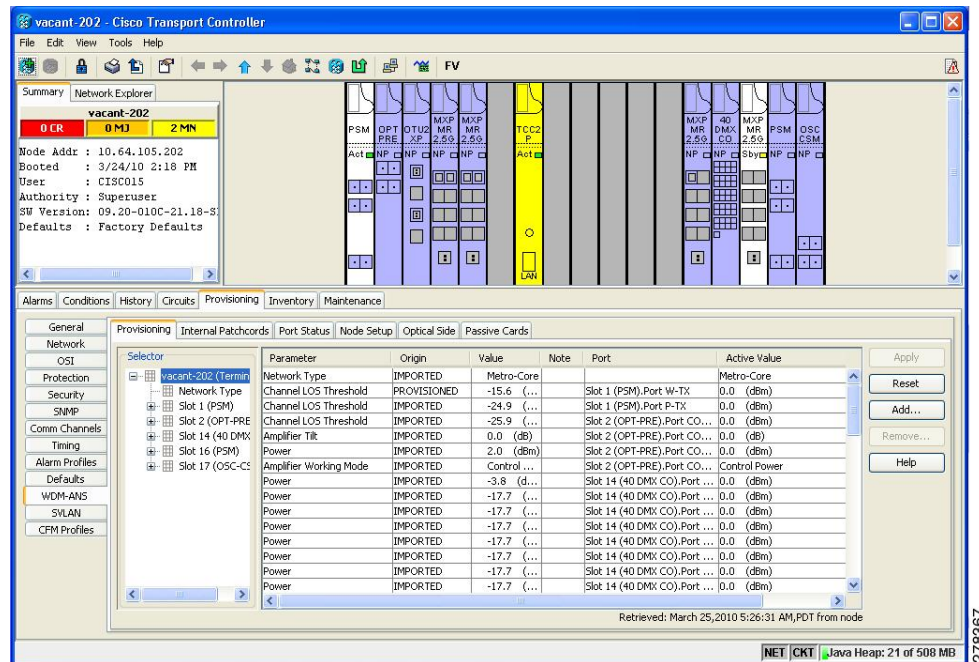 vacant-202 - Cisco Transport Controller
File Edit View Tools Help
FV
Summary Network Explorer
vacant-202
0 CR 0 MJ 2 MN
Node Addr : 10.64.105.202
Booted : 3/24/10 2:18 PM
User : CISCO15
Authority : Superuser
SW Version: 09.20-010C-21.18-S
Defaults : Factory Defaults
PSM OPT PRE OTU2 XP MXP MR 2.5G MXP MR 2.5G TCC2 P MXP MR 2.5G 40 DMX CO MXP MR 2.5G PSM OSC CSM
Act NP NP NP NP Act NP NP Sby NP NP
LAN
Alarms Conditions History Circuits Provisioning Inventory Maintenance
General
Network
OSI
Protection
Security
SNMP
Comm Channels
Timing
Alarm Profiles
Defaults
WDM-ANS
SVLAN
CFM Profiles
Provisioning Internal Patchcords Port Status Node Setup Optical Side Passive Cards
Selector
vacant-202 (Termin
Network Type
Slot 1 (PSM)
Slot 2 (OPT-PRE
Slot 14 (40 DMX
Slot 16 (PSM)
Slot 17 (OSC-CS
Parameter Origin Value Note Port Active Value
Network Type IMPORTED Metro-Core Metro-Core
Channel LOS Threshold PROVISIONED -15.6 (... Slot 1 (PSM).Port W-TX 0.0 (dBm)
Channel LOS Threshold IMPORTED -24.9 (... Slot 1 (PSM).Port P-TX 0.0 (dBm)
Channel LOS Threshold IMPORTED -25.9 (... Slot 2 (OPT-PRE).Port CO... 0.0 (dBm)
Amplifier Tilt IMPORTED 0.0 (dB) Slot 2 (OPT-PRE).Port CO... 0.0 (dB)
Power IMPORTED 2.0 (dBm) Slot 2 (OPT-PRE).Port CO... 0.0 (dBm)
Amplifier Working Mode IMPORTED Control ... Slot 2 (OPT-PRE).Port CO... Control Power
Power IMPORTED -3.8 (d... Slot 14 (40 DMX CO).Port ... 0.0 (dBm)
Power IMPORTED -17.7 (... Slot 14 (40 DMX CO).Port ... 0.0 (dBm)
Power IMPORTED -17.7 (... Slot 14 (40 DMX CO).Port ... 0.0 (dBm)
Power IMPORTED -17.7 (... Slot 14 (40 DMX CO).Port ... 0.0 (dBm)
Power IMPORTED -17.7 (... Slot 14 (40 DMX CO).Port ... 0.0 (dBm)
Power IMPORTED -17.7 (... Slot 14 (40 DMX CO).Port ... 0.0 (dBm)
Power IMPORTED -17.7 (... Slot 14 (40 DMX CO).Port ... 0.0 (dBm)
Power IMPORTED -17.7 (... Slot 14 (40 DMX CO).Port ... 0.0 (dBm)
Apply
Reset
Add...
Remove...
Help
Retrieved: March 25,2010 5:26:31 AM,PDT from node
NET CKT Java Heap: 21 of 508 MB